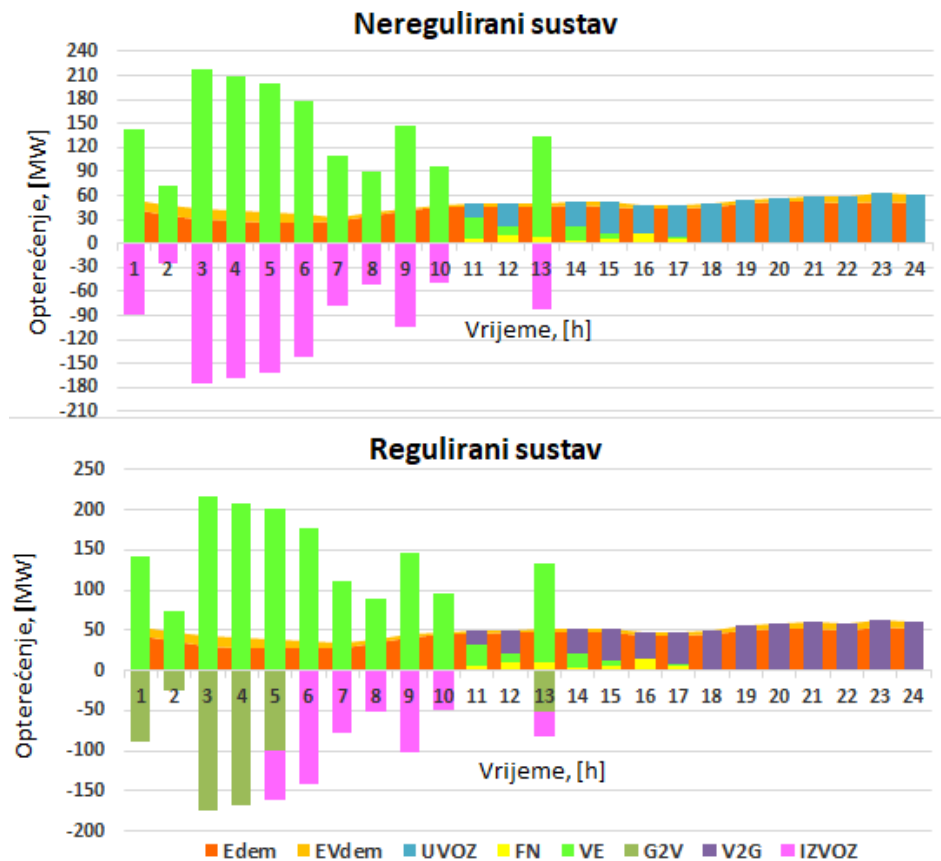 Neregulirani sustav
Opterećenje, [MW]
240
210
180
150
120
90
60
30
0
-30
-60
-90
-120
-150
-180
-210
1 2 3 4 5 6 7 8 9 10 11 12 13 14 15 16 17 18 19 20 21 22 23 24
Vrijeme, [h]
Regulirani sustav
Opterećenje, [MW]
250
200
150
100
50
0
-50
-100
-150
-200
1 2 3 4 5 6 7 8 9 10 11 12 13 14 15 16 17 18 19 20 21 22 23 24
Vrijeme, [h]
Edem EVdem UVOZ FN VE G2V V2G IZVOZ